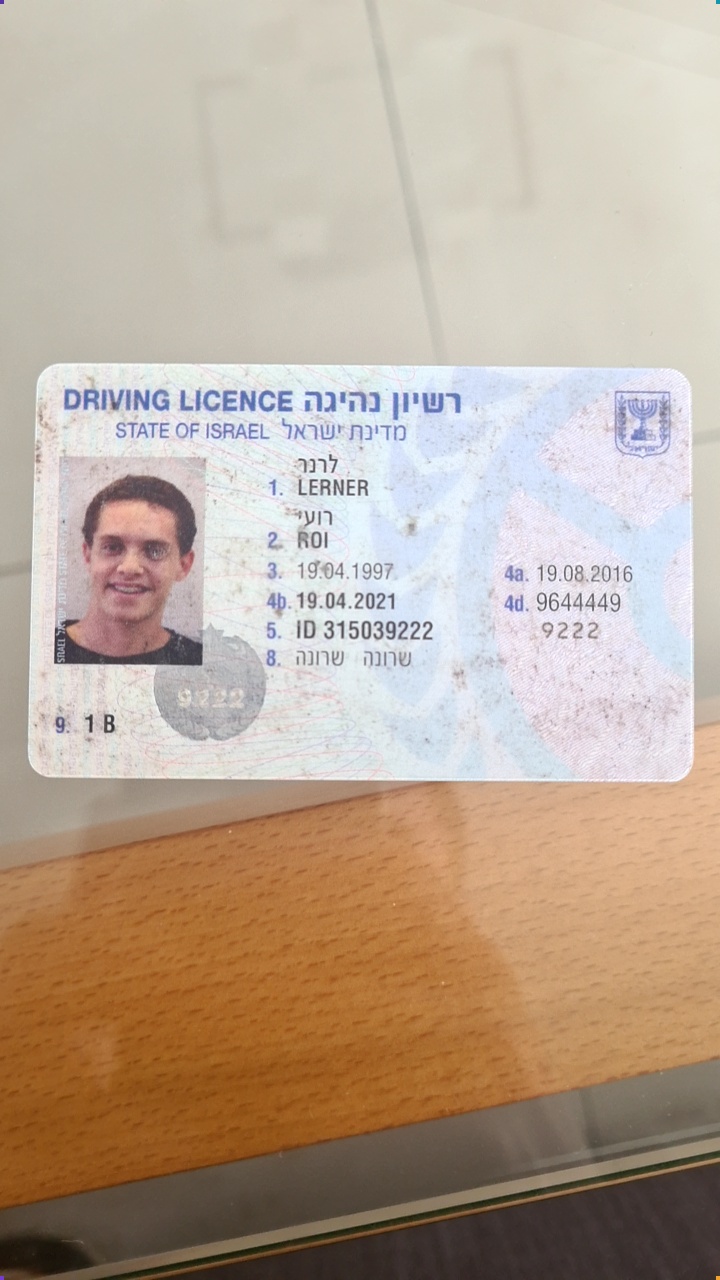 DRIVING LICENCE רשיון נהיגה
STATE OF ISRAEL מדינת ישראל
לרנר
1. LERNER
רועי
2. ROI
3. 19.04.1997 4a. 19.08.2016
4b. 19.04.2021 4d. 9644449
5. ID 315039222 9222
8. שרונה שרונה
9222
9. 1 B